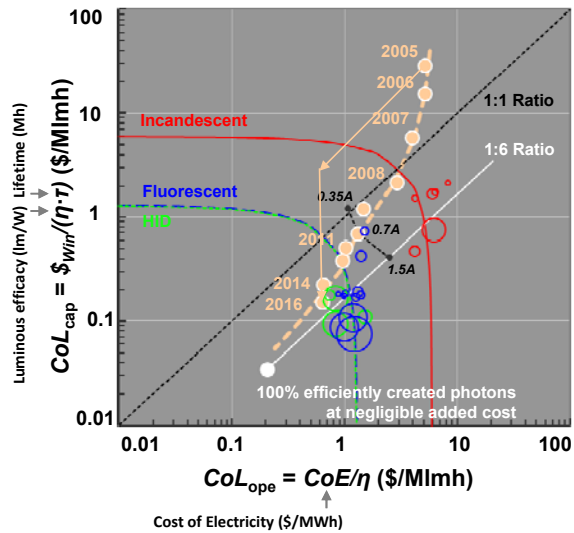 100
10
1
0.1
0.01
0.01
0.1
1
10
100
2005
2006
2007
2008
2011
2014
2016
Incandescent
Fluorescent
HID
1:1 Ratio
1:6 Ratio
0.35A
0.7A
1.5A
100% efficiently created photons
at negligible added cost
Luminous efficacy (lm/W) Lifetime (Mh)
CoLcap = $Win/(η·τ) ($/Mlmh)
CoLope = CoE/η ($/Mlmh)
Cost of Electricity ($/MWh)